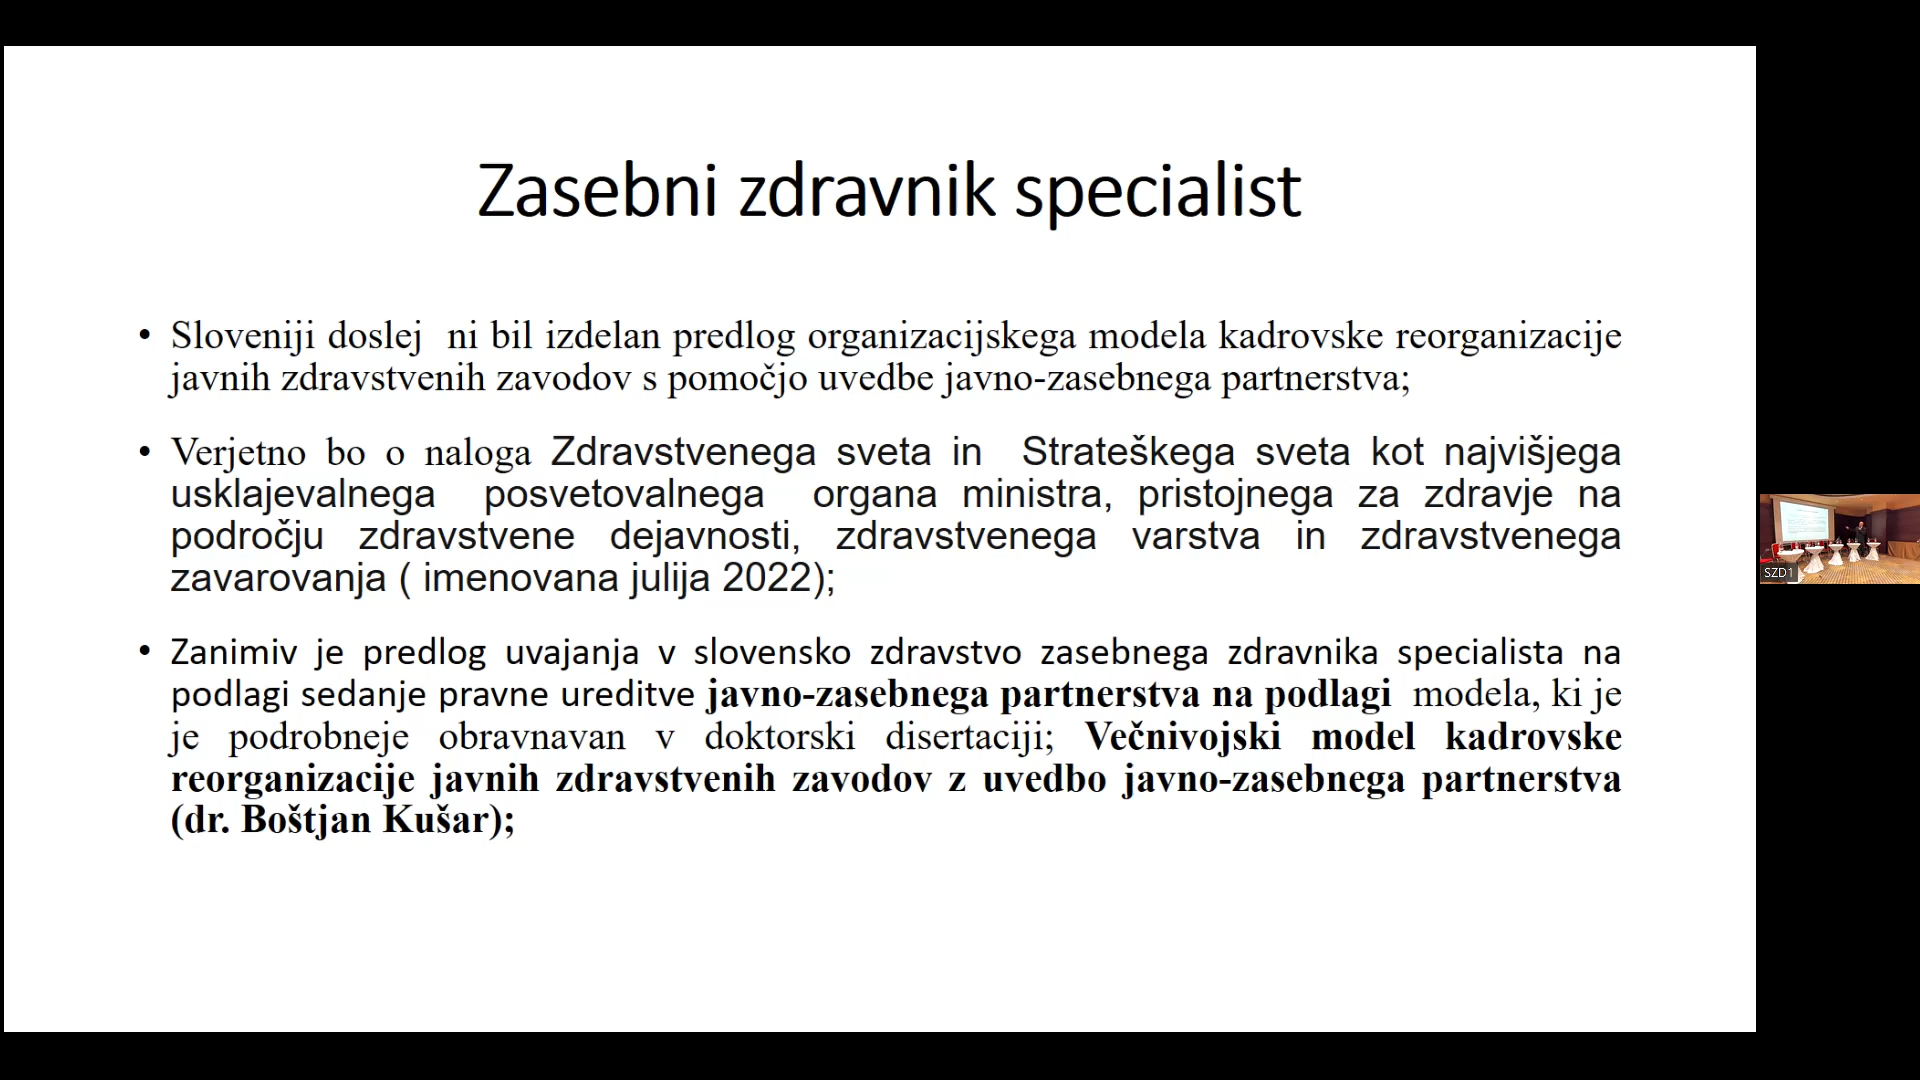 Zasebni zdravnik specialist
• Sloveniji doslej ni bil izdelan predlog organizacijskega modela kadrovske reorganizacije
javnih zdravstvenih zavodov s pomočjo uvedbe javno-zasebnega partnerstva;
• Verjetno bo o naloga Zdravstvenega sveta in Strateškega sveta kot najvišjega
usklajevalnega posvetovalnega organa ministra, pristojnega za zdravje na
področju zdravstvene dejavnosti, zdravstvenega varstva in zdravstvenega
zavarovanja ( imenovana julija 2022);
• Zanimiv je predlog uvajanja v slovensko zdravstvo zasebnega zdravnika specialista na
podlagi sedanje pravne ureditve javno-zasebnega partnerstva na podlagi modela, ki je
je podrobneje obravnavan v doktorski disertaciji; Večnivojski model kadrovske
reorganizacije javnih zdravstvenih zavodov z uvedbo javno-zasebnega partnerstva
(dr. Boštjan Kušar);
SZD1